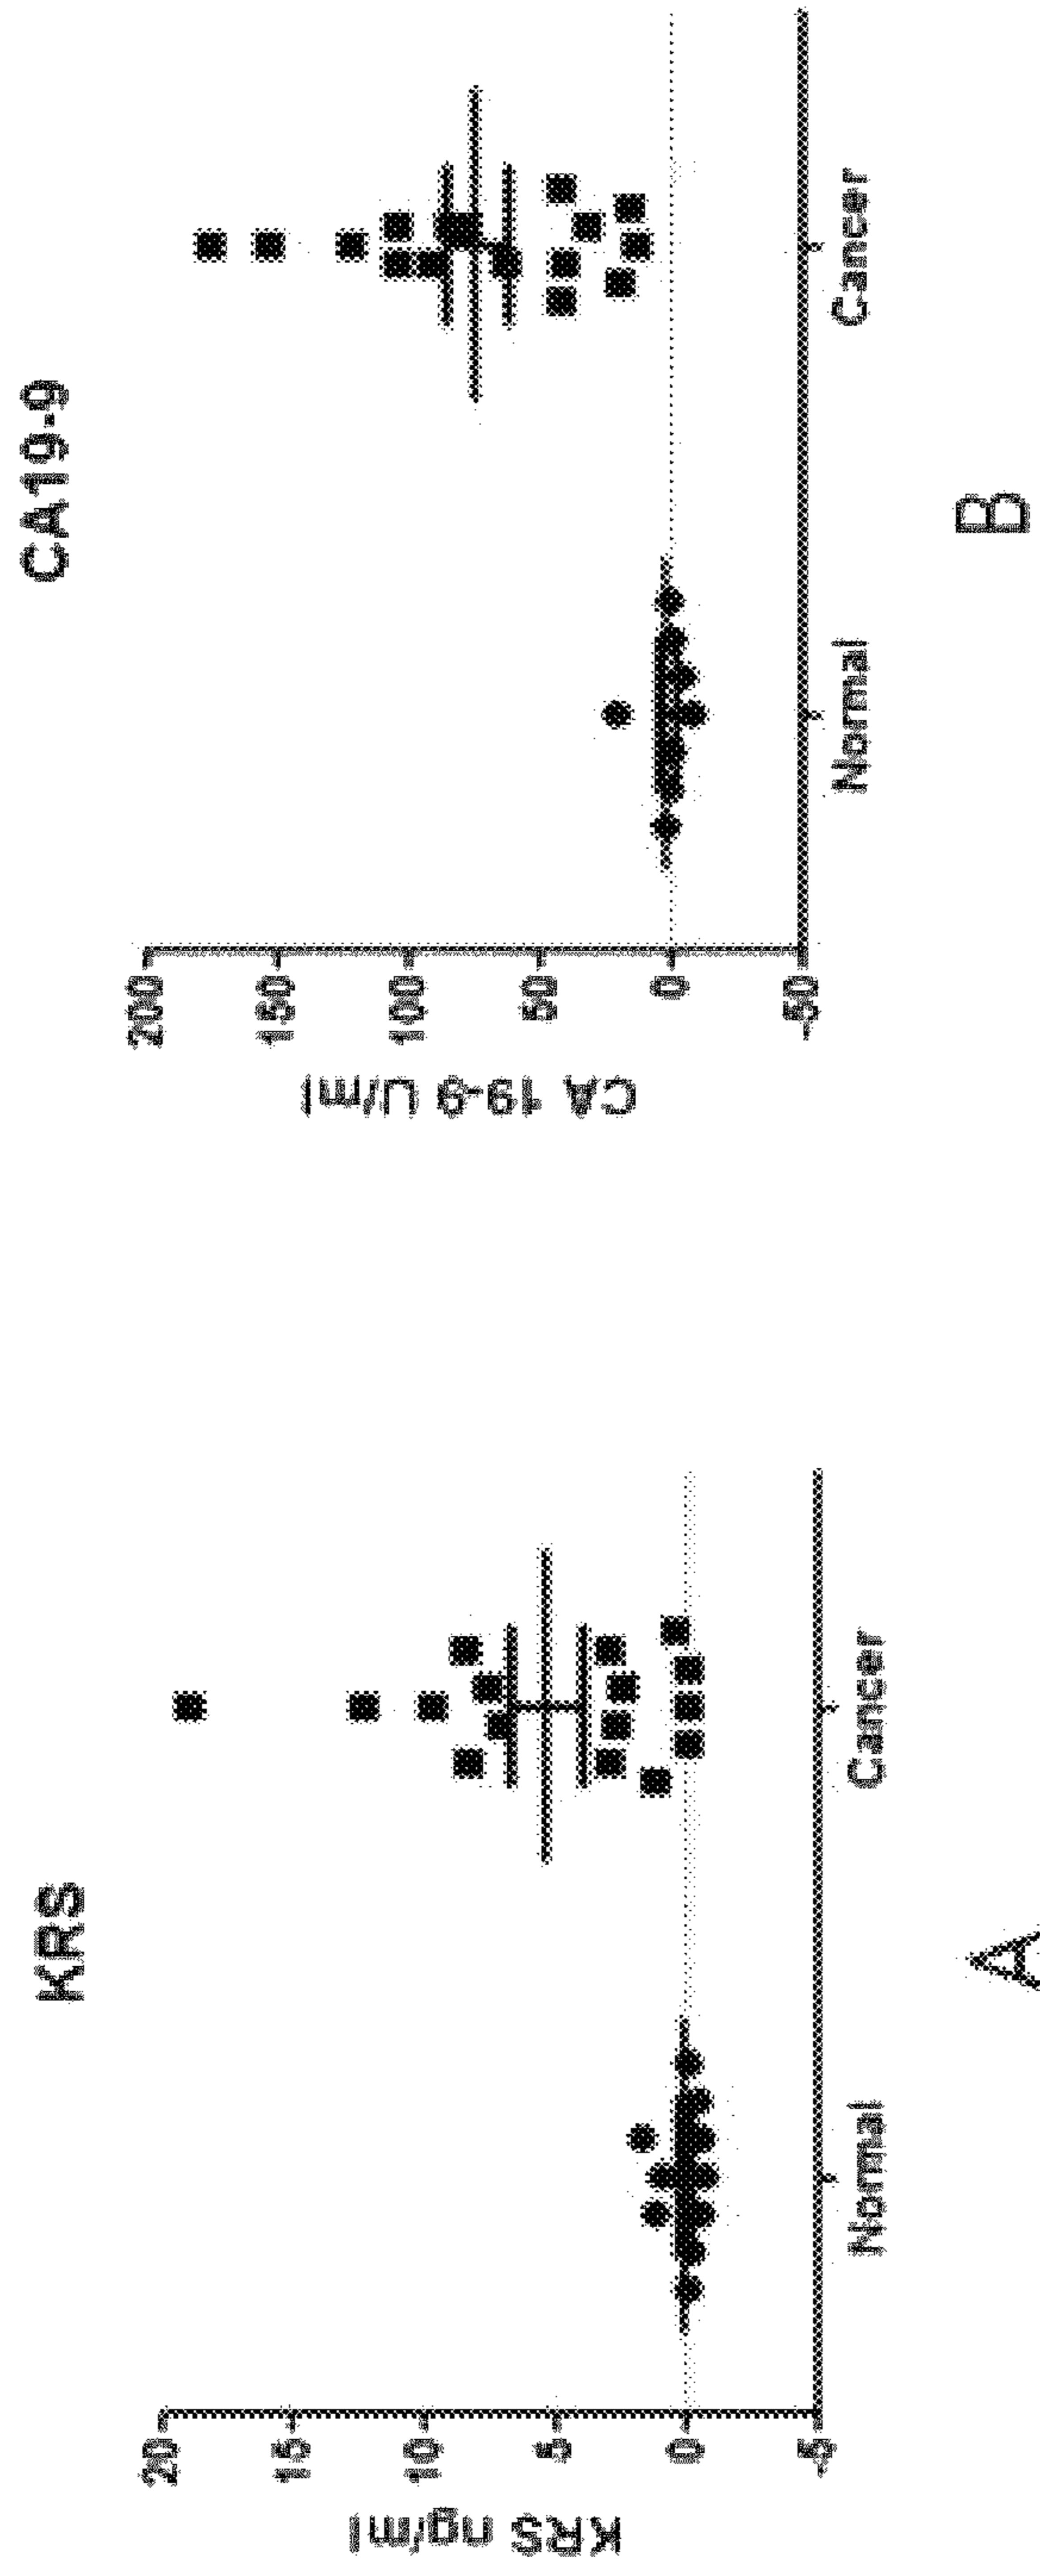 KRS
KRS ng/ml
20
15
10
5
0
-5
Normal
Cancer
A
CA19-9
CA 19-9 U/ml
200
150
100
50
0
-50
Normal
Cancer
B